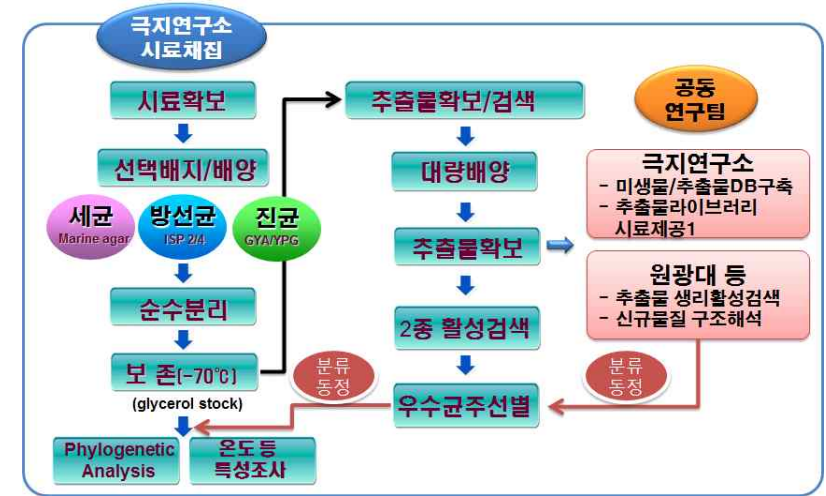 극지연구소
시료채집
시료확보
선택배지/배양
세균
Marine agar
방선균
ISP 2/4
진균
GYA/YPG
순수분리
보 존(-70℃)
(glycerol stock)
Phylogenetic
Analysis
온도 등
특성조사
추출물확보/검색
대량배양
추출물확보
2종 활성검색
우수균주선별
분류
동정
분류
동정
공동
연구팀
극지연구소
- 미생물/추출물DB구축
- 추출물라이브러리
시료제공1
원광대 등
- 추출물 생리활성검색
- 신규물질 구조해석